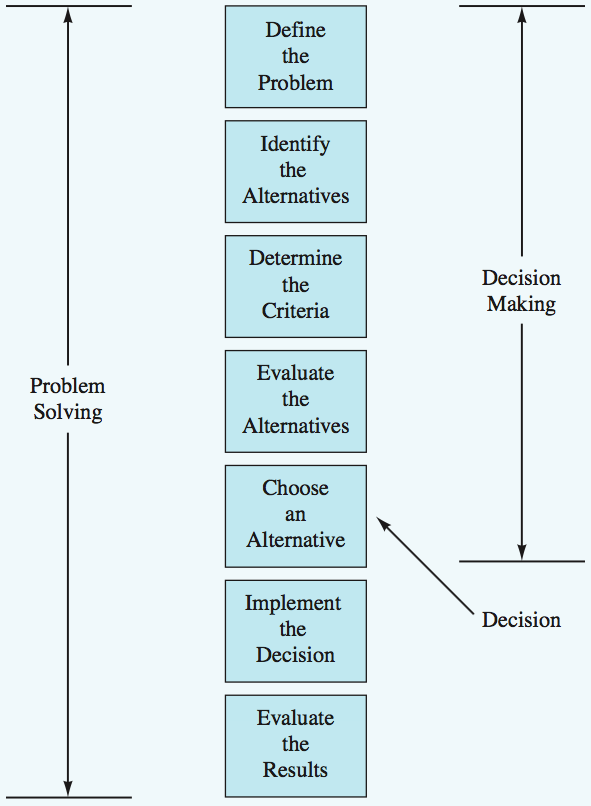 Define
the
Problem
Identify
the
Alternatives
Determine
the
Criteria
Evaluate
the
Alternatives
Choose
an
Alternative
Implement
the
Decision
Evaluate
the
Results
Problem
Solving
Decision
Making
Decision